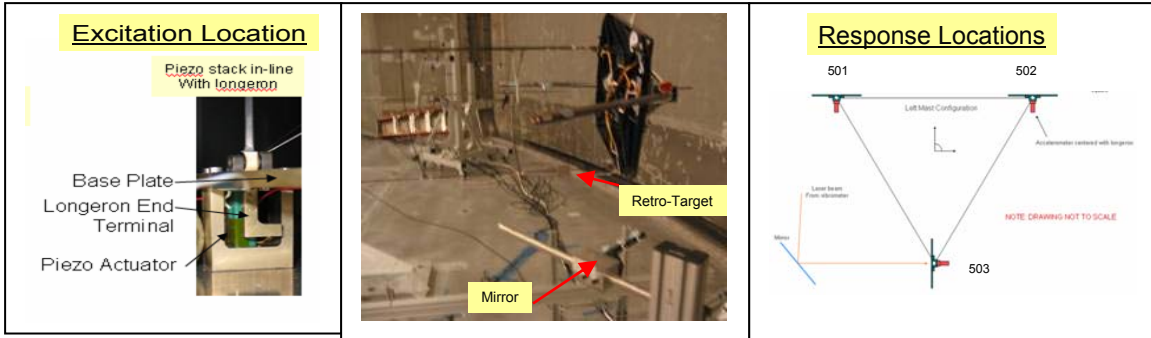 Excitation Location
Piezo stack in-line
With longeron
Base Plate
Longeron End
Terminal
Piezo Actuator
Retro-Target
Mirror
Response Locations
501
502
Left Mast Configuration
Accelerometer centered with longeron
Laser beam
From vibrometer
NOTE: DRAWING NOT TO SCALE
Mirror
503